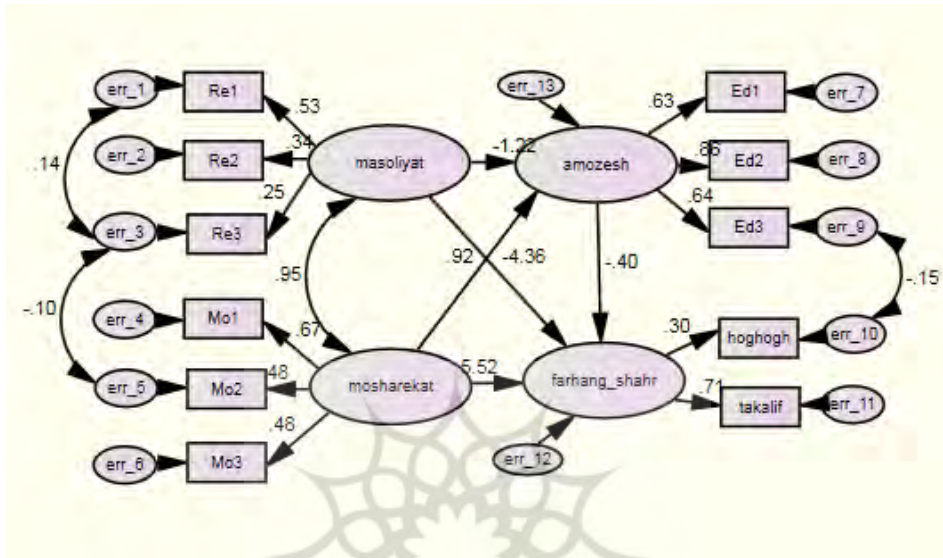 err_1
Re1
.53
err_2
Re2
.34
.14
masoliyat
.25
err_3
Re3
-.10
.95
err_4
Mo1
.67
err_5
Mo2
.48
mosharekat
.48
err_6
Mo3
err_13
-1.22
amozesh
.63
Ed1
err_7
.86
Ed2
err_8
.64
Ed3
err_9
.92
-4.36
-.40
-.15
5.52
farhang_shahr
.30
hoghogh
err_10
.71
takalif
err_11
err_12